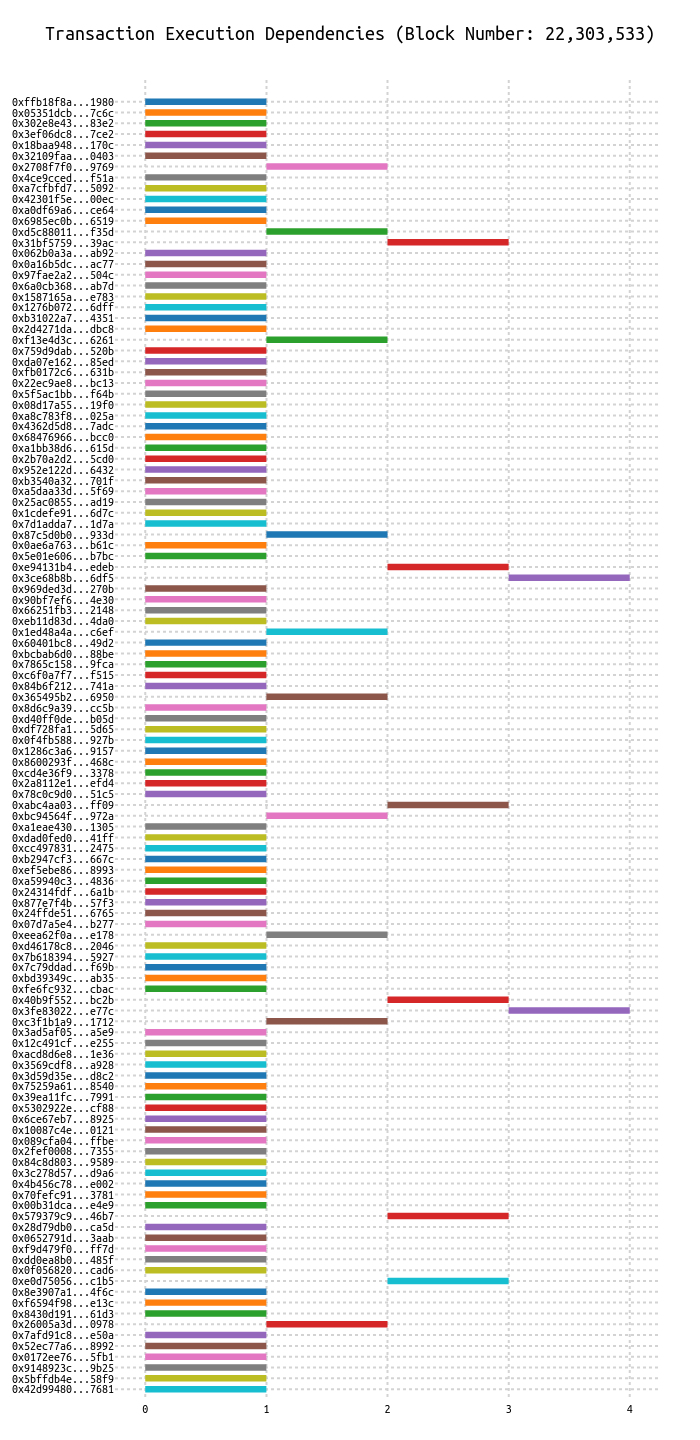 Transaction Execution Dependencies (Block Number: 22,303,533)
0xffb18f8a...1980
0x05351dcb...7c6c
0x302e8e43...83e2
0x3ef06dc8...7ce2
0x18baa948...170c
0x32109faa...0403
0x2708f7f0...9769
0x4ce9cced...f51a
0xa7cfbfd7...5092
0x42301f5e...00ec
0xa0df69a6...ce64
0x6985ec0b...6519
0xd5c88011...f35d
0x31bf5759...39ac
0x062b0a3a...ab92
0x0a16b5dc...ac77
0x97fae2a2...504c
0x6a0cb368...ab7d
0x1587165a...e783
0x1276b072...6dff
0xb31022a7...4351
0x2d4271da...dbc8
0xf13e4d3c...6261
0x759d9dab...520b
0xda07e162...85ed
0xfb0172c6...631b
0x22ec9ae8...bc13
0x5f5ac1bb...f64b
0x08d17a55...19f0
0xa8c783f8...025a
0x4362d5d8...7adc
0x68476966...bcc0
0xa1bb38d6...615d
0x2b70a2d2...5cd0
0x952e122d...6432
0xb3540a32...701f
0xa5daa33d...5f69
0x25ac0855...ad19
0x1cdefe91...6d7c
0x7d1adda7...1d7a
0x87c5d0b0...933d
0x0ae6a763...b61c
0x5e01e606...b7bc
0xe94131b4...edeb
0x3ce68b8b...6df5
0x969ded3d...270b
0x90bf7ef6...4e30
0x66251fb3...2148
0xeb11d83d...4da0
0x1ed48a4a...c6ef
0x60401bc8...49d2
0xbcbab6d0...88be
0x7865c158...9fca
0xc6f0a7f7...f515
0x84b6f212...741a
0x365495b2...6950
0x8d6c9a39...cc5b
0xd40ff0de...b05d
0xdf728fa1...5d65
0x0f4fb588...927b
0x1286c3a6...9157
0x8600293f...468c
0xcd4e36f9...3378
0x2a8112e1...efd4
0x78c0c9d0...51c5
0xabc4aa03...ff09
0xbc94564f...972a
0xa1eae430...1305
0xdad0fed0...41ff
0xcc497831...2475
0xb2947cf3...667c
0xef5ebe86...8993
0xa59940c3...4836
0x24314fdf...6a1b
0x877e7f4b...57f3
0x24ffde51...6765
0x07d7a5e4...b277
0xeea62f0a...e178
0xd46178c8...2046
0x7b618394...5927
0x7c79ddad...f69b
0xbd39349c...ab35
0xfe6fc932...cbac
0x40b9f552...bc2b
0x3fe83022...e77c
0xc3f1b1a9...1712
0x3ad5af05...a5e9
0x12c491cf...e255
0xacd8d6e8...1e36
0x3569cdf8...a928
0x3d59d35e...d8c2
0x75259a61...8540
0x39ea11fc...7991
0x5302922e...cf88
0x6ce67eb7...8925
0x10087c4e...0121
0x089cfa04...ffbe
0x2fef0008...7355
0x84c8d803...9589
0x3c278d57...d9a6
0x4b456c78...e002
0x70fefc91...3781
0x00b31dca...e4e9
0x579379c9...46b7
0x28d79db0...ca5d
0x0652791d...3aab
0xf9d479f0...ff7d
0xdd0ea8b0...485f
0x0f056820...cad6
0xe0d75056...c1b5
0x8e3907a1...4f6c
0xf6594f98...e13c
0x8430d191...61d3
0x26005a3d...0978
0x7afd91c8...e50a
0x52ec77a6...8992
0x0172ee76...5fb1
0x9148923c...9b25
0x5bffdb4e...58f9
0x42d99480...7681
0 1 2 3 4